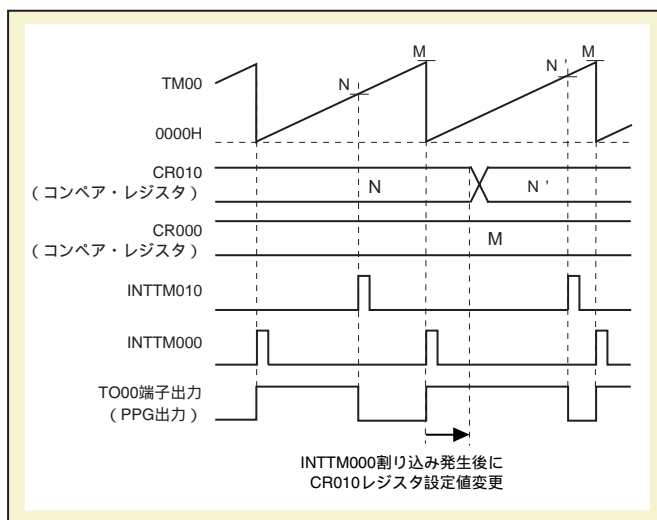 M
M
N
N '
TM00
0000H
CR010
（コンペア・レジスタ）
N
N '
CR000
（コンペア・レジスタ）
M
INTTM010
INTTM000
TO00端子出力
（PPG出力）
INTTM000割り込み発生後に
CR010レジスタ設定値変更